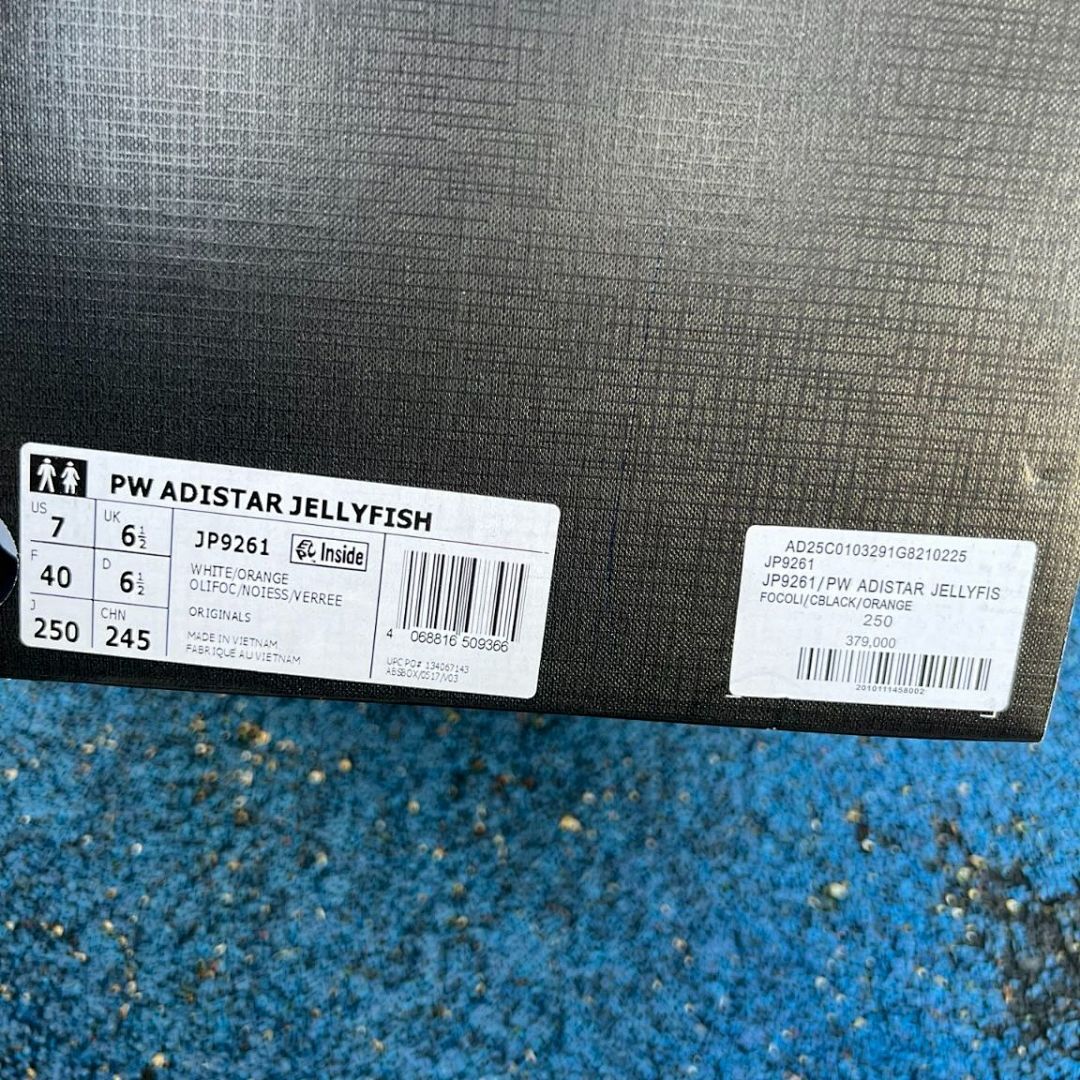 PW ADISTAR JELLYFISH
US 7
UK 6½
F 40
D 6½
J 250
CHN 245
JP9261 Inside
WHITE/ORANGE
OLIFOC/NOIESS/VERREE
ORIGINALS
MADE IN VIETNAM
FABRIQUE AU VIETNAM
4 068816 509366
UPC PO# 134067143
ABSBOX/0517/V03
AD25C0103291G8210225
JP9261
JP9261/PW ADISTAR JELLYFIS
FOCOLI/CBLACK/ORANGE
250
379,000
2010111458002